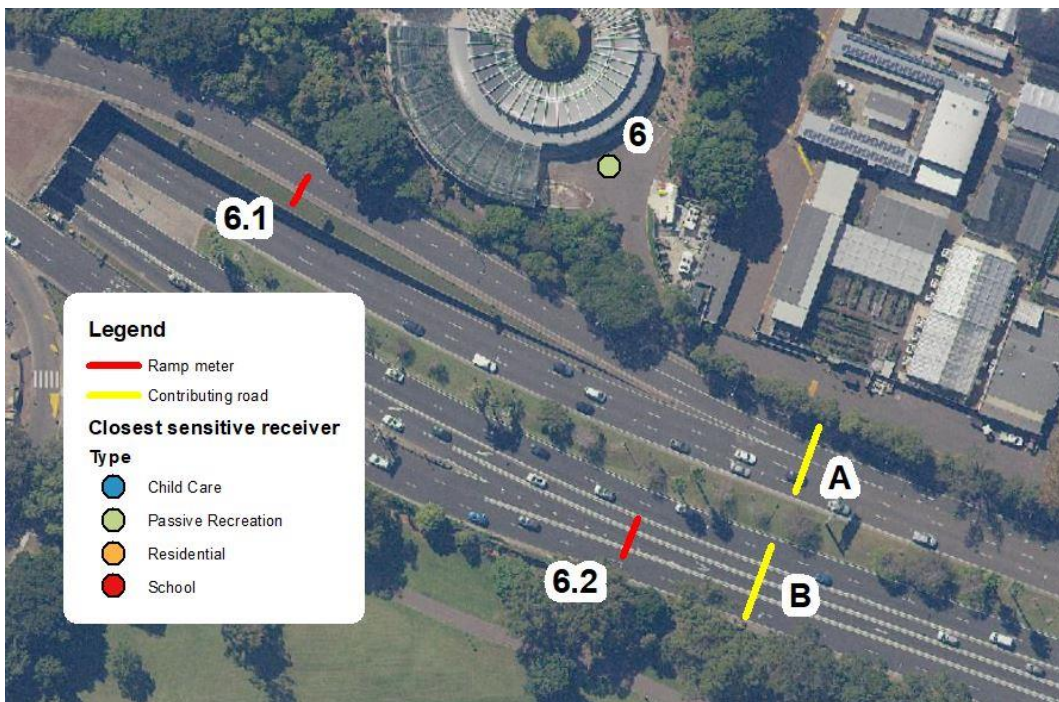 6
6.1
Legend
Ramp meter
Contributing road
Closest sensitive receiver
Type
Child Care
Passive Recreation
Residential
School
A
6.2
B